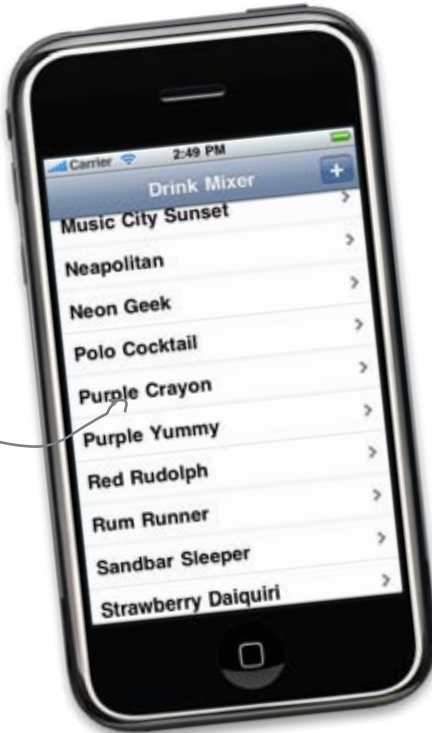 Carrier 2:49 PM
Drink Mixer +
Music City Sunset
Neapolitan
Neon Geek
Polo Cocktail
Purple Crayon
Purple Yummy
Red Rudolph
Rum Runner
Sandbar Sleeper
Strawberry Daiquiri